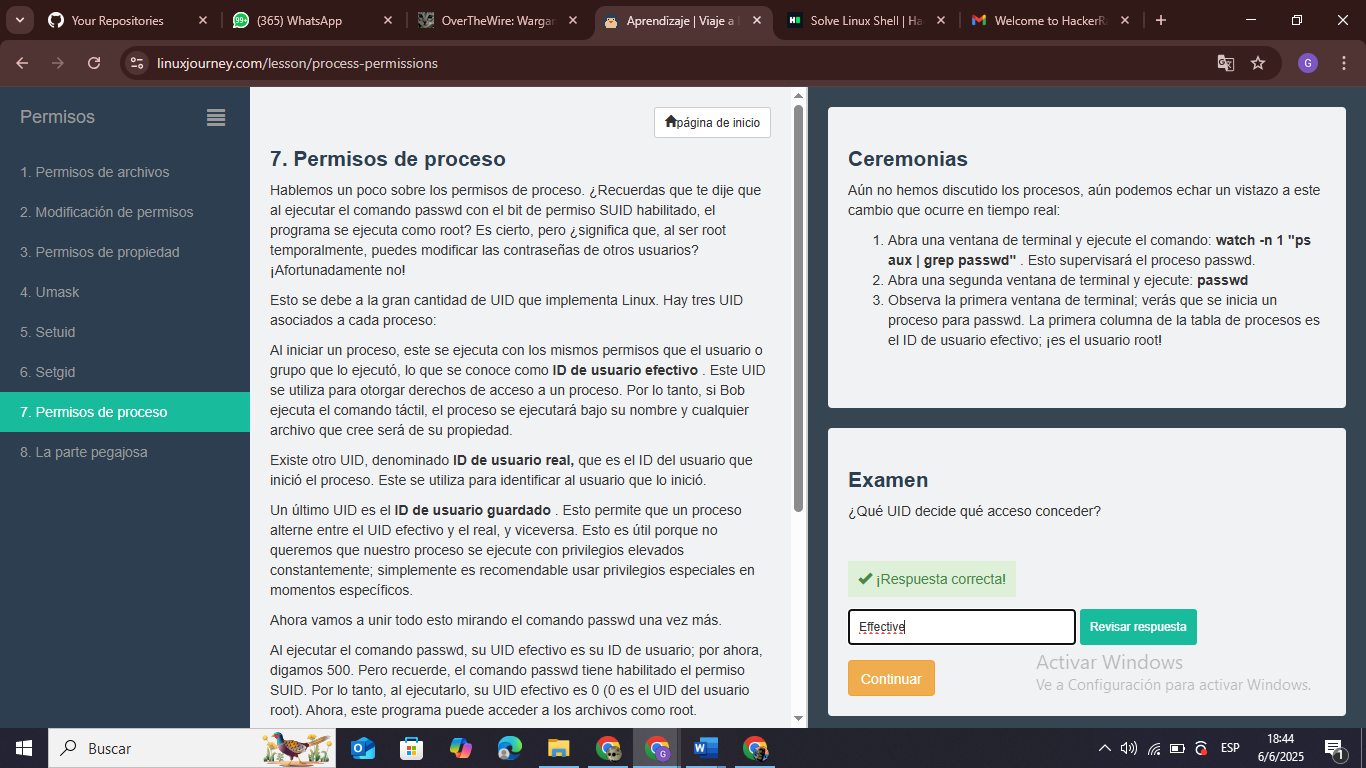 Your Repositories
(365) WhatsApp
OverTheWire: Wargar
Aprendizaje | Viaje a
Solve Linux Shell | Ha
Welcome to HackerRa
linuxjourney.com/lesson/process-permissions
G
Permisos
1. Permisos de archivos
2. Modificación de permisos
3. Permisos de propiedad
4. Umask
5. Setuid
6. Setgid
7. Permisos de proceso
8. La parte pegajosa
página de inicio
7. Permisos de proceso
Hablemos un poco sobre los permisos de proceso. ¿Recuerdas que te dije que
al ejecutar el comando passwd con el bit de permiso SUID habilitado, el
programa se ejecuta como root? Es cierto, pero ¿significa que, al ser root
temporalmente, puedes modificar las contraseñas de otros usuarios?
¡Afortunadamente no!
Esto se debe a la gran cantidad de UID que implementa Linux. Hay tres UID
asociados a cada proceso:
Al iniciar un proceso, este se ejecuta con los mismos permisos que el usuario o
grupo que lo ejecutó, lo que se conoce como ID de usuario efectivo . Este UID
se utiliza para otorgar derechos de acceso a un proceso. Por lo tanto, si Bob
ejecuta el comando táctil, el proceso se ejecutará bajo su nombre y cualquier
archivo que cree será de su propiedad.
Existe otro UID, denominado ID de usuario real, que es el ID del usuario que
inició el proceso. Este se utiliza para identificar al usuario que lo inició.
Un último UID es el ID de usuario guardado . Esto permite que un proceso
alterne entre el UID efectivo y el real, y viceversa. Esto es útil porque no
queremos que nuestro proceso se ejecute con privilegios elevados
constantemente; simplemente es recomendable usar privilegios especiales en
momentos específicos.
Ahora vamos a unir todo esto mirando el comando passwd una vez más.
Al ejecutar el comando passwd, su UID efectivo es su ID de usuario; por ahora,
digamos 500. Pero recuerde, el comando passwd tiene habilitado el permiso
SUID. Por lo tanto, al ejecutarlo, su UID efectivo es 0 (0 es el UID del usuario
root). Ahora, este programa puede acceder a los archivos como root.
Ceremonias
Aún no hemos discutido los procesos, aún podemos echar un vistazo a este
cambio que ocurre en tiempo real:
1. Abra una ventana de terminal y ejecute el comando: watch -n 1 "ps
aux | grep passwd" . Esto supervisará el proceso passwd.
2. Abra una segunda ventana de terminal y ejecute: passwd
3. Observa la primera ventana de terminal; verás que se inicia un
proceso para passwd. La primera columna de la tabla de procesos es
el ID de usuario efectivo; ¡es el usuario root!
Examen
¿Qué UID decide qué acceso conceder?
¡Respuesta correcta!
Effective
Revisar respuesta
Continuar
Activar Windows
Ve a Configuración para activar Windows.
Buscar
ESP
18:44
6/6/2025
1